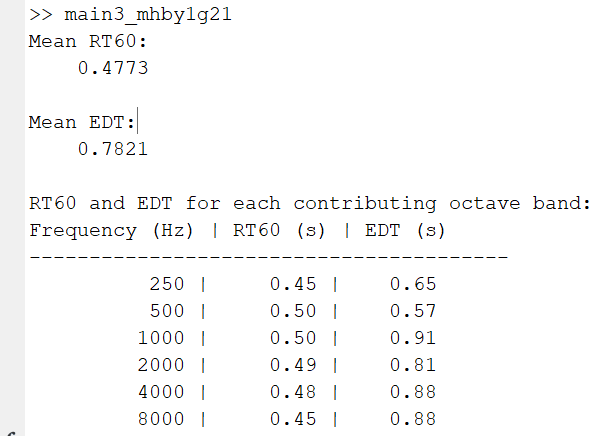 >> main3_mhby1g21
Mean RT60:
0.4773
Mean EDT:
0.7821
RT60 and EDT for each contributing octave band:
Frequency (Hz) | RT60 (s) | EDT (s)
----------------------------------------
250 | 0.45 | 0.65
500 | 0.50 | 0.57
1000 | 0.50 | 0.91
2000 | 0.49 | 0.81
4000 | 0.48 | 0.88
8000 | 0.45 | 0.88